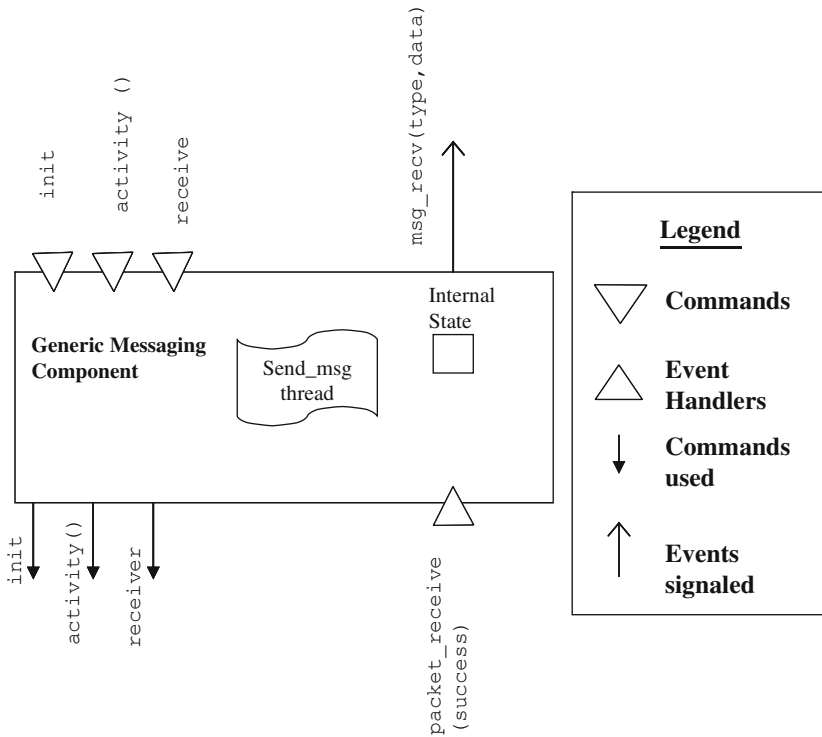 init
activity ()
receive
msg_recv(type,data)
Generic Messaging
Component
Send_msg
thread
Internal
State
init
activity()
receiver
packet_receive
(success)
Legend
Commands
Event
Handlers
Commands
used
Events
signaled